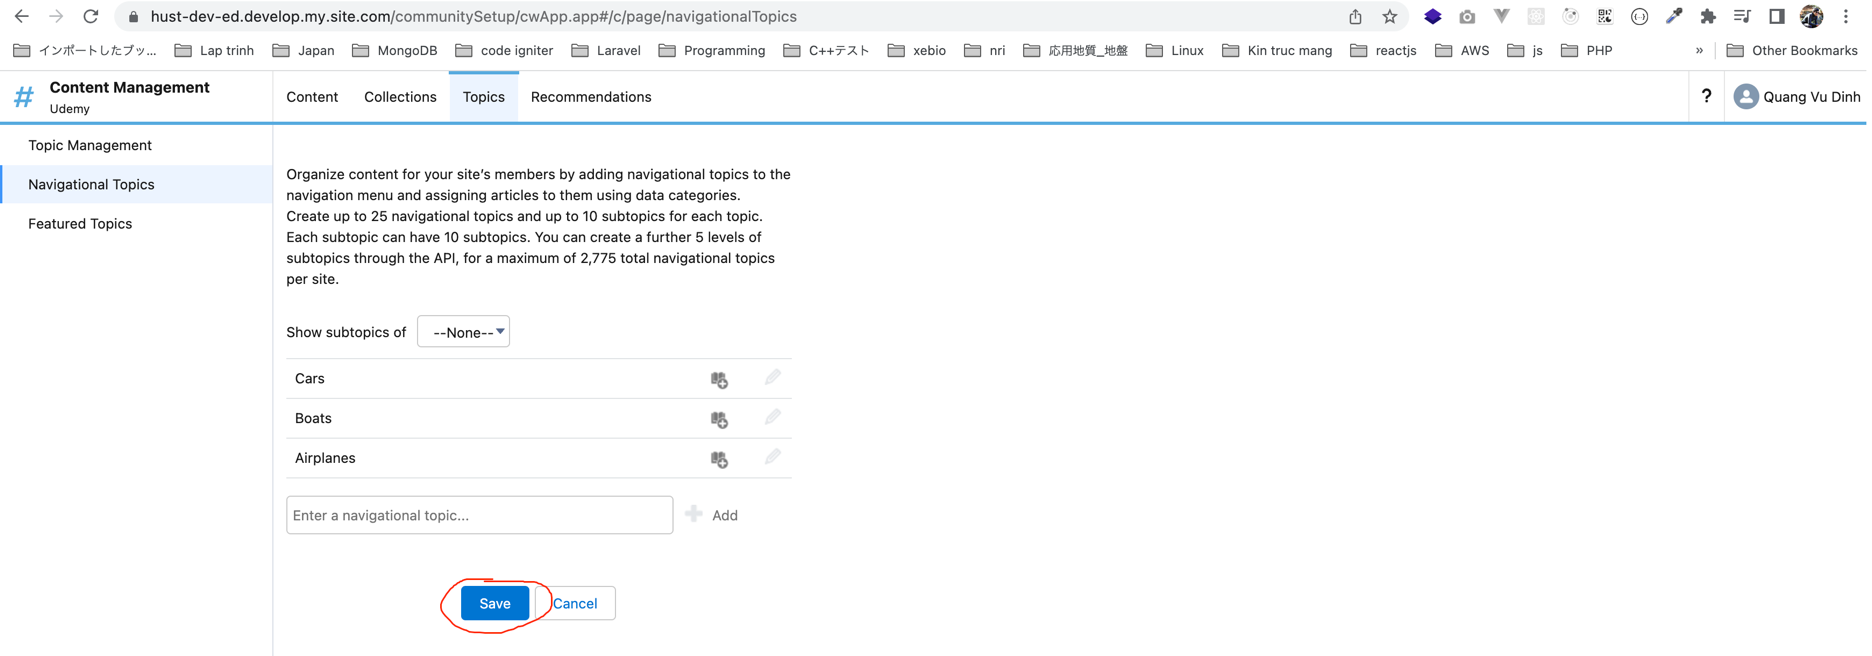 hust-dev-ed.develop.my.site.com/communitySetup/cwApp.app#/c/page/navigationalTopics
インポートしたブッ... Lap trinh Japan MongoDB code igniter Laravel Programming C++テスト xebio nri 応用地質_地盤 Linux Kin truc mang reactjs AWS js PHP » Other Bookmarks
# Content Management
Udemy
Content Collections Topics Recommendations ? Quang Vu Dinh
Topic Management
Navigational Topics
Featured Topics
Organize content for your site's members by adding navigational topics to the
navigation menu and assigning articles to them using data categories.
Create up to 25 navigational topics and up to 10 subtopics for each topic.
Each subtopic can have 10 subtopics. You can create a further 5 levels of
subtopics through the API, for a maximum of 2,775 total navigational topics
per site.
Show subtopics of --None--
Cars
Boats
Airplanes
Enter a navigational topic... Add
Save Cancel